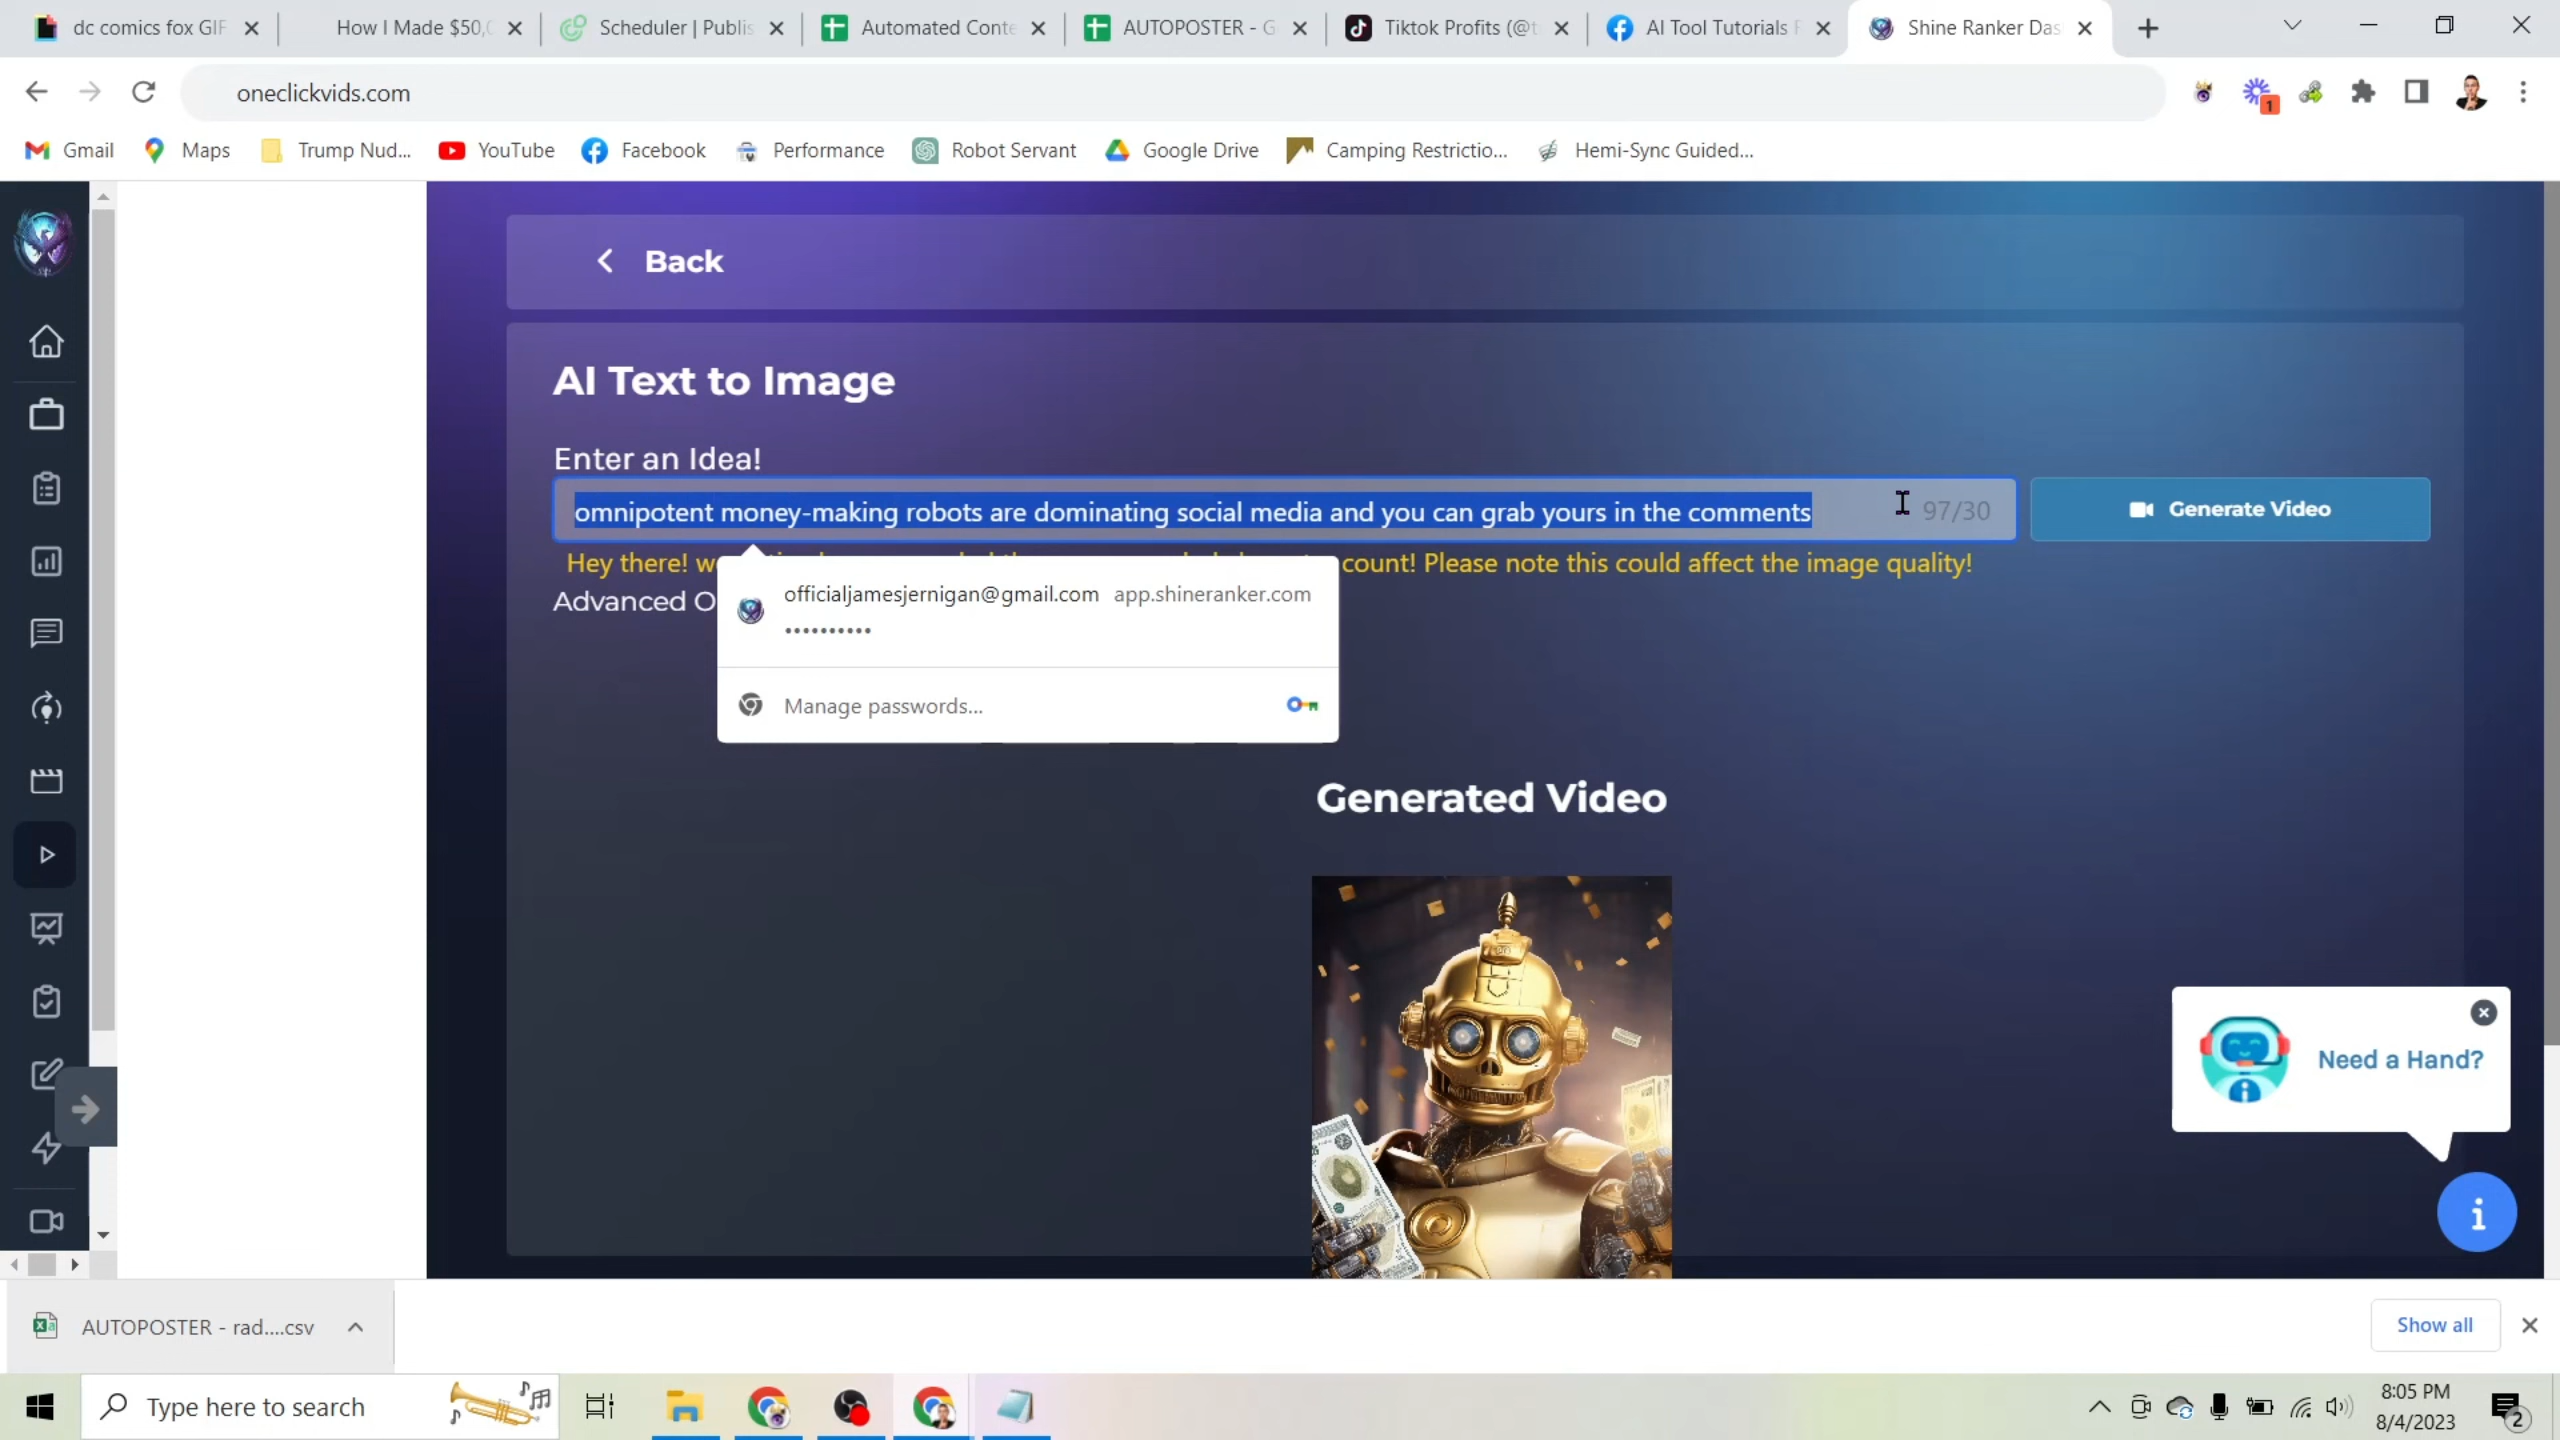 dc comics fox GIF
How I Made $50,0
Scheduler | Publis
Automated Conte
AUTOPOSTER - G
Tiktok Profits (@t
AI Tool Tutorials F
Shine Ranker Das
oneclickvids.com
1
Gmail
Maps
Trump Nud...
YouTube
Facebook
Performance
Robot Servant
Google Drive
Camping Restrictio...
Hemi-Sync Guided...
Back
AI Text to Image
Enter an Idea!
omnipotent money-making robots are dominating social media and you can grab yours in the comments
97/30
Generate Video
Hey there! w
count! Please note this could affect the image quality!
Advanced O
officialjamesjernigan@gmail.com app.shineranker.com
••••••••••
Manage passwords...
Generated Video
Need a Hand?
i
AUTOPOSTER - rad....csv
Show all
Type here to search
8:05 PM
8/4/2023
2